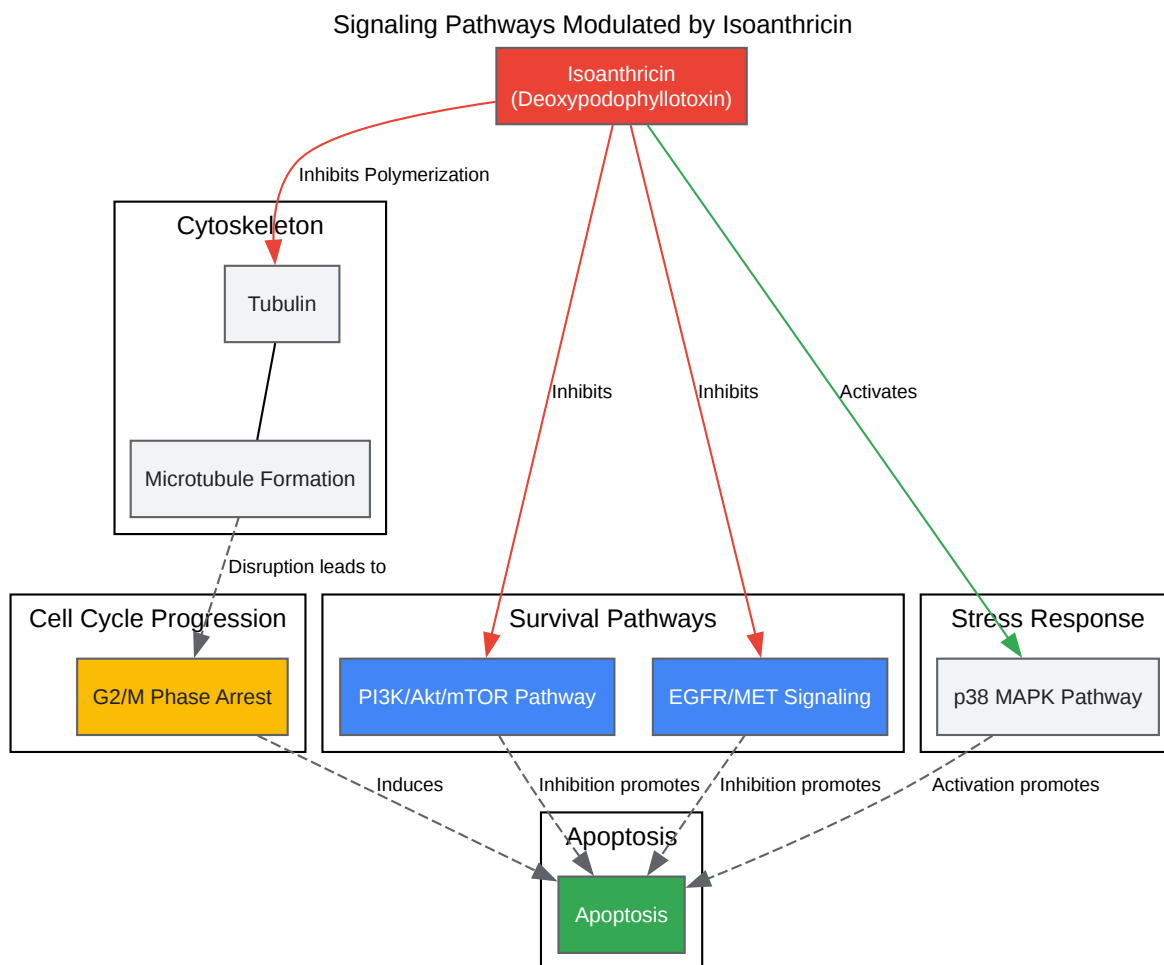 Signaling Pathways Modulated by Isoanthricin
Isoanthricin
(Deoxypodophyllotoxin)
Inhibits Polymerization
Cytoskeleton
Tubulin
Inhibits
Inhibits
Activates
Microtubule Formation
Disruption leads to
Cell Cycle Progression
Survival Pathways
Stress Response
G2/M Phase Arrest
PI3K/Akt/mTOR Pathway
EGFR/MET Signaling
p38 MAPK Pathway
Induces
Inhibition promotes
Inhibition promotes
Activation promotes
Apoptosis
Apoptosis